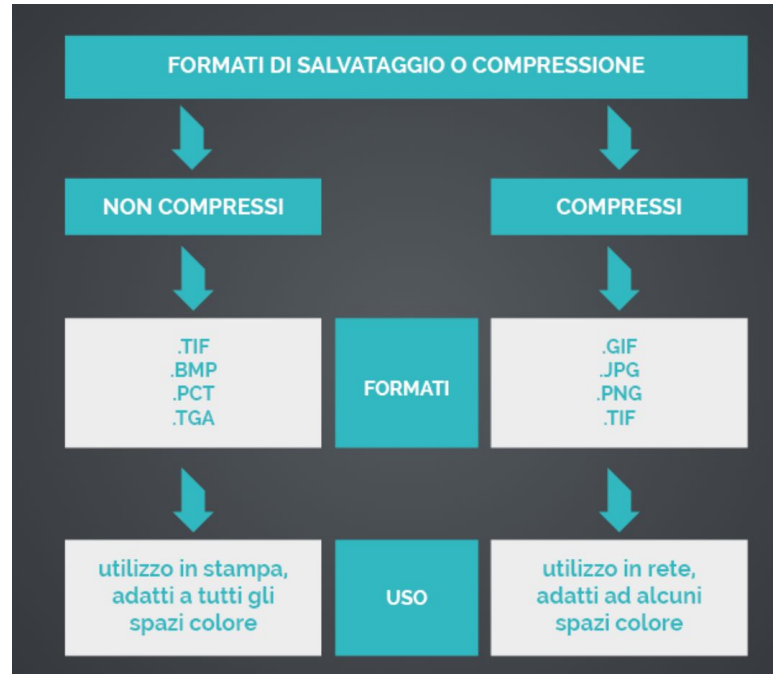 FORMATI DI SALVATAGGIO O COMPRESSIONE
NON COMPRESSI
COMPRESSI
.TIF
.BMP
.PCT
.TGA
FORMATI
.GIF
.JPG
.PNG
.TIF
utilizzo in stampa,
adatti a tutti gli
spazi colore
USO
utilizzo in rete,
adatti ad alcuni
spazi colore